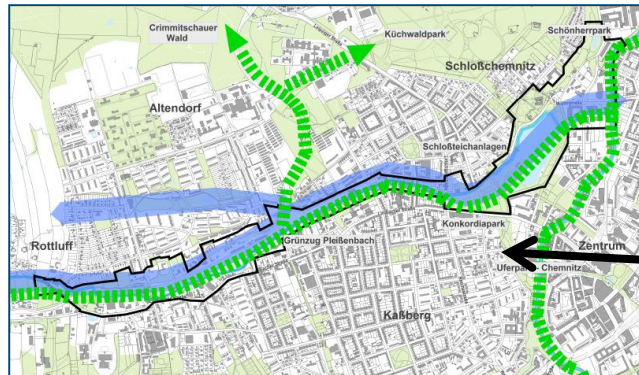 Crimmitschauer
Wald
Küchwaldpark
Schönherrpark
Schloßchemnitz
Altendorf
Schloßteichanlagen
Rottluff
Grünzug Pleißenbach
Konkordiapark
Zentrum
Uferpark Chemnitz
Kaßberg